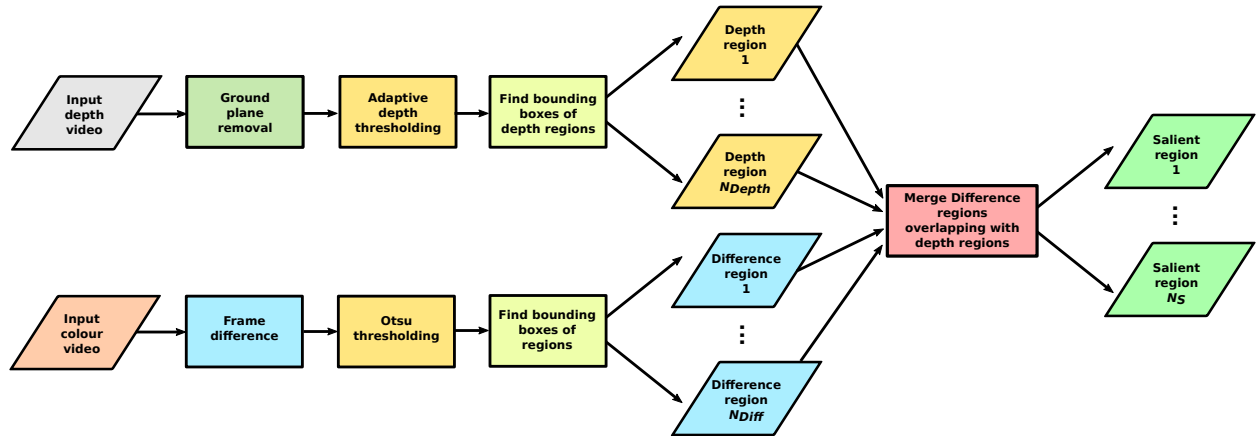 Input
depth
video
Ground
plane
removal
Adaptive
depth
thresholding
Find bounding
boxes of
depth regions
Depth
region
1
...
Depth
region
NDepth
Input
colour
video
Frame
difference
Otsu
thresholding
Find bounding
boxes of
regions
Difference
region
1
...
Difference
region
NDiff
Merge Difference
regions
overlapping with
depth regions
Salient
region
1
...
Salient
region
NS